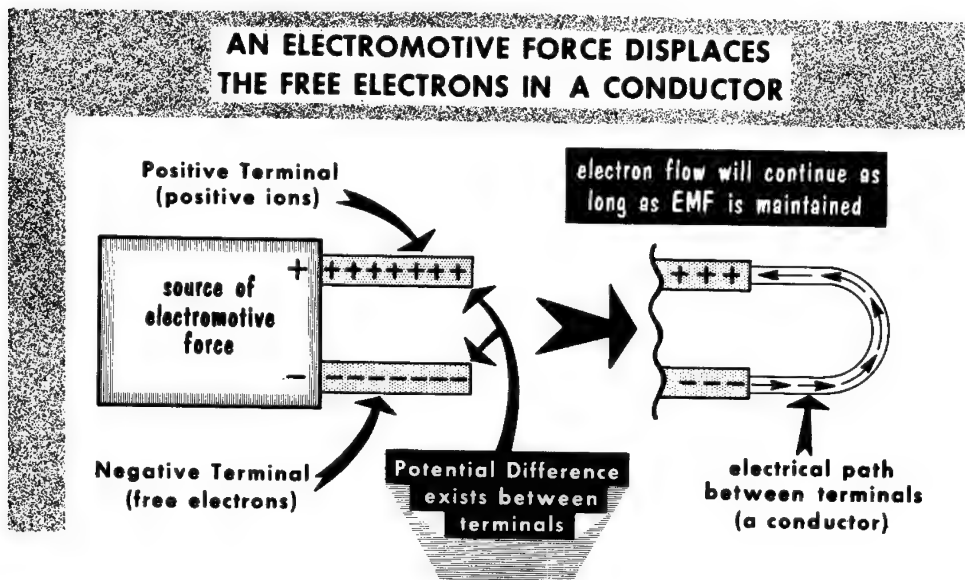 AN ELECTROMOTIVE FORCE DISPLACES
THE FREE ELECTRONS IN A CONDUCTOR
Positive Terminal
(positive ions)
electron flow will continue as
long as EMF is maintained
+ + + + + + + +
+ + +
source of
electromotive
force
- - - - - - - -
- - -
Negative Terminal
(free electrons)
Potential Difference
exists between
terminals
electrical path
between terminals
(a conductor)